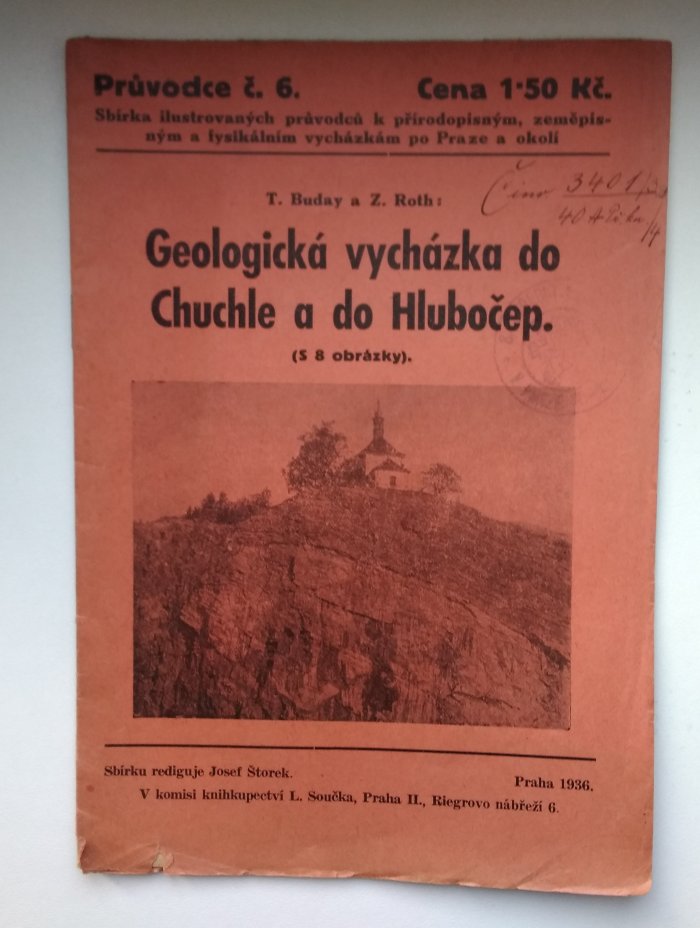 Průvodce č. 6. Cena 1·50 Kč.
Sbírka ilustrovaných průvodců k přírodopisným, zeměpis-
ným a fysikálním vycházkám po Praze a okolí
T. Buday a Z. Roth:
Geologická vycházka do
Chuchle a do Hlubočep.
(S 8 obrázky).
3401
Sbírku rediguje Josef Štorek.
Praha 1936.
V komisi knihkupectví L. Součka, Praha II., Riegrovo nábřeží 6.